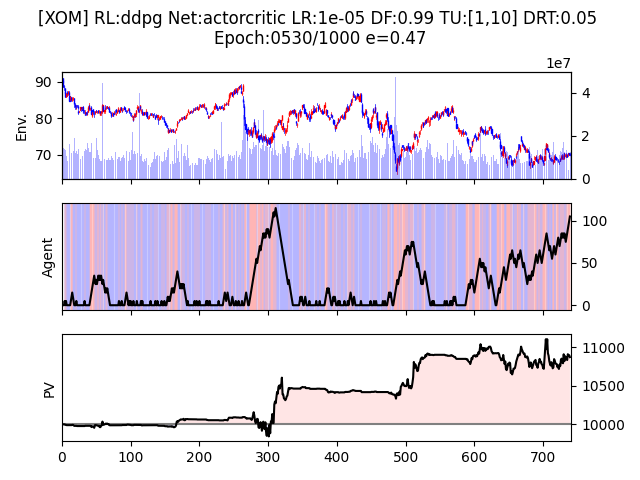 [XOM] RL:ddpg Net:actorcritic LR:1e-05 DF:0.99 TU:[1,10] DRT:0.05
Epoch:0530/1000 e=0.47
1e7
90
80
70
Env.
4
2
0
Agent
100
50
0
PV
11000
10500
10000
0 100 200 300 400 500 600 700